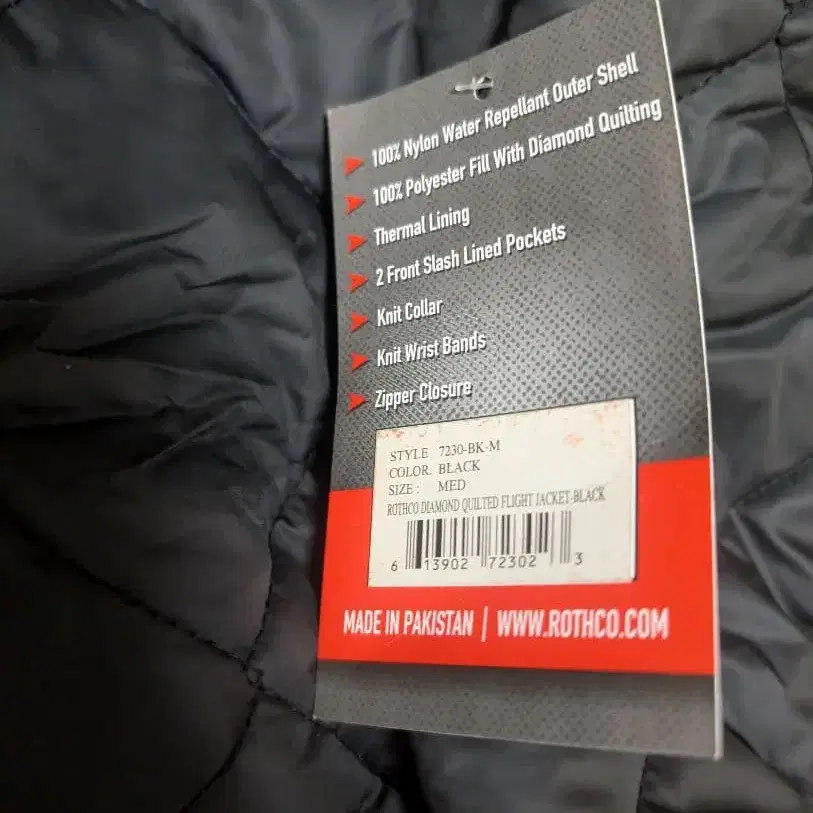 100% Nylon Water Repellant Outer Shell
100% Polyester Fill With Diamond Quilting
Thermal Lining
2 Front Slash Lined Pockets
Knit Collar
Knit Wrist Bands
Zipper Closure
STYLE 7230-BK-M
COLOR. BLACK
SIZE : MED
ROTHCO DIAMOND QUILTED FLIGHT JACKET-BLACK
6 13902 72302 3
MADE IN PAKISTAN | WWW.ROTHCO.COM